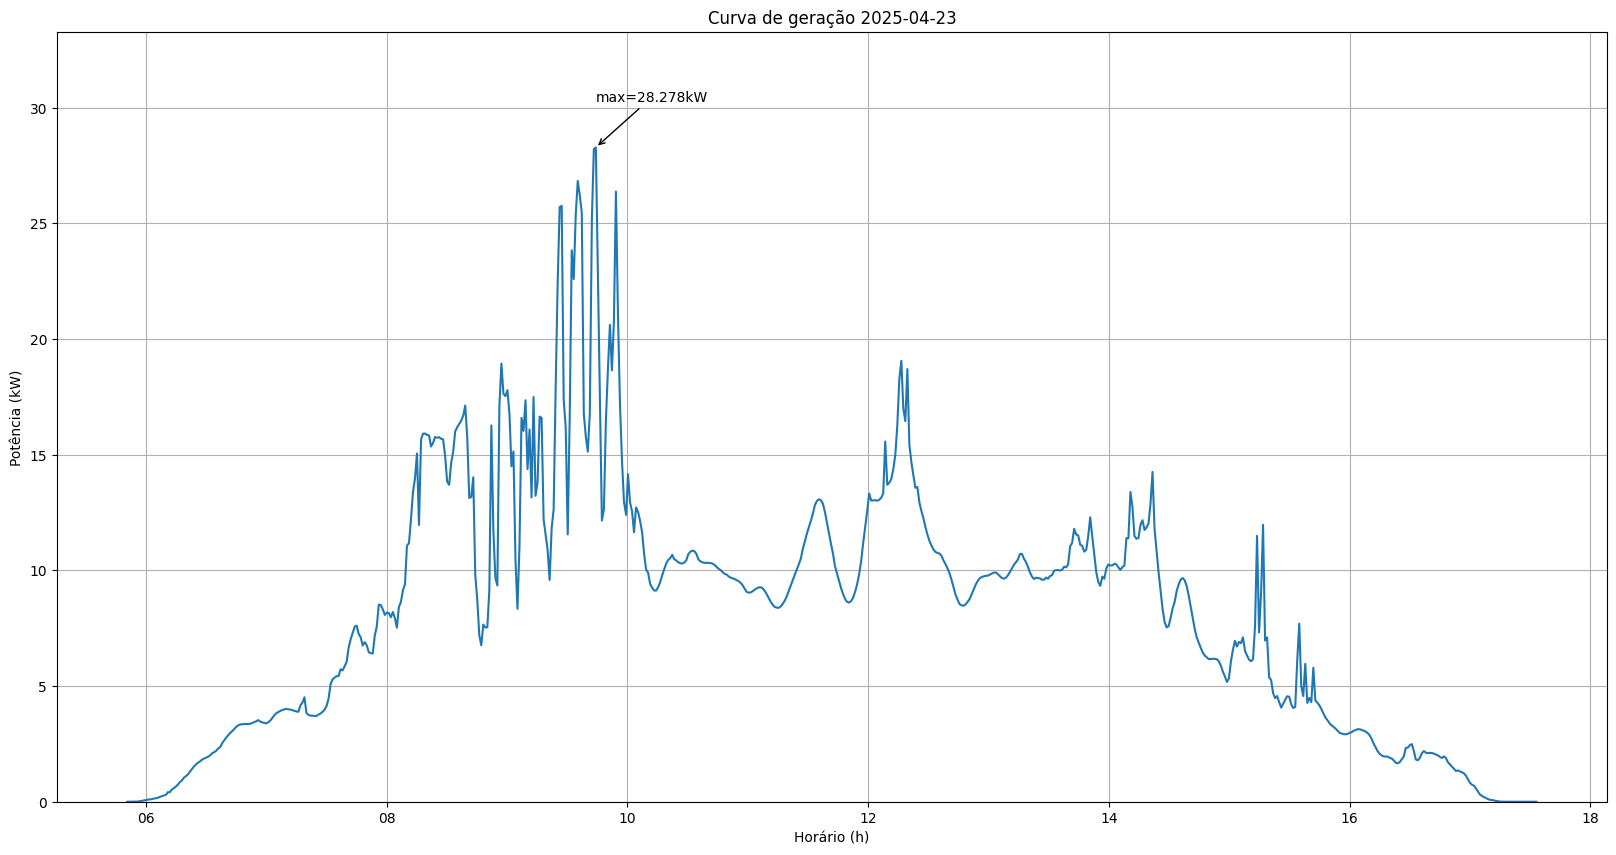 Curva de geração 2025-04-23
max=28.278kW
30
25
20
15
10
5
0
Potência (kW)
06 08 10 12 14 16 18
Horário (h)